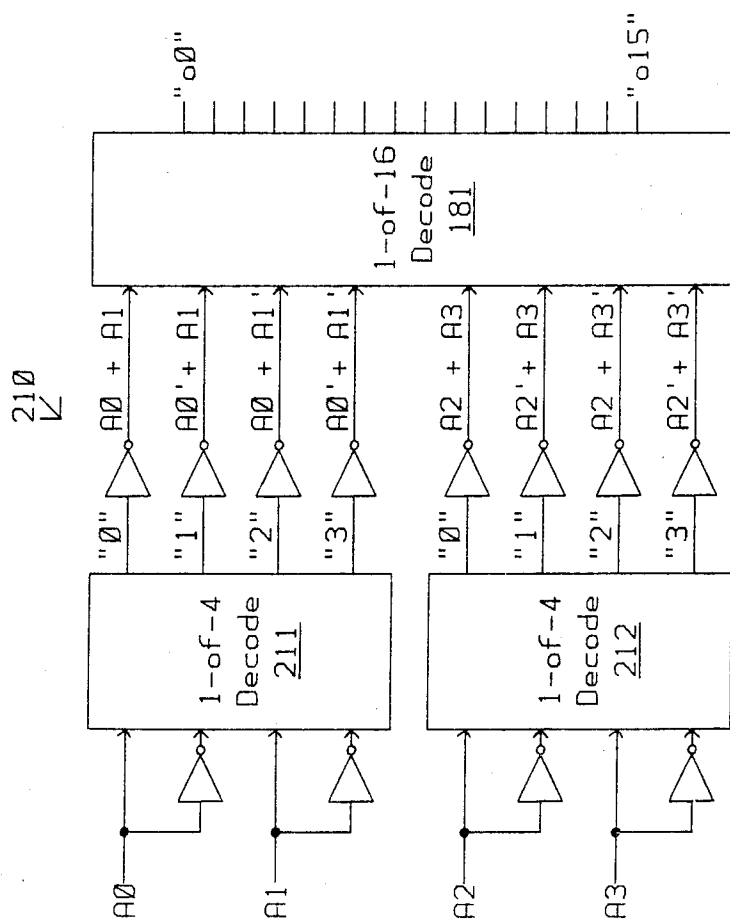 210
A0
A1
A2
A3
1-of-4
Decode
211
1-of-4
Decode
212
"0"
"1"
"2"
"3"
"0"
"1"
"2"
"3"
A0 + A1
A0'+ A1
A0 + A1'
A0'+ A1'
A2 + A3
A2'+ A3
A2 + A3'
A2'+ A3'
1-of-16
Decode
181
"o0"
"o15"